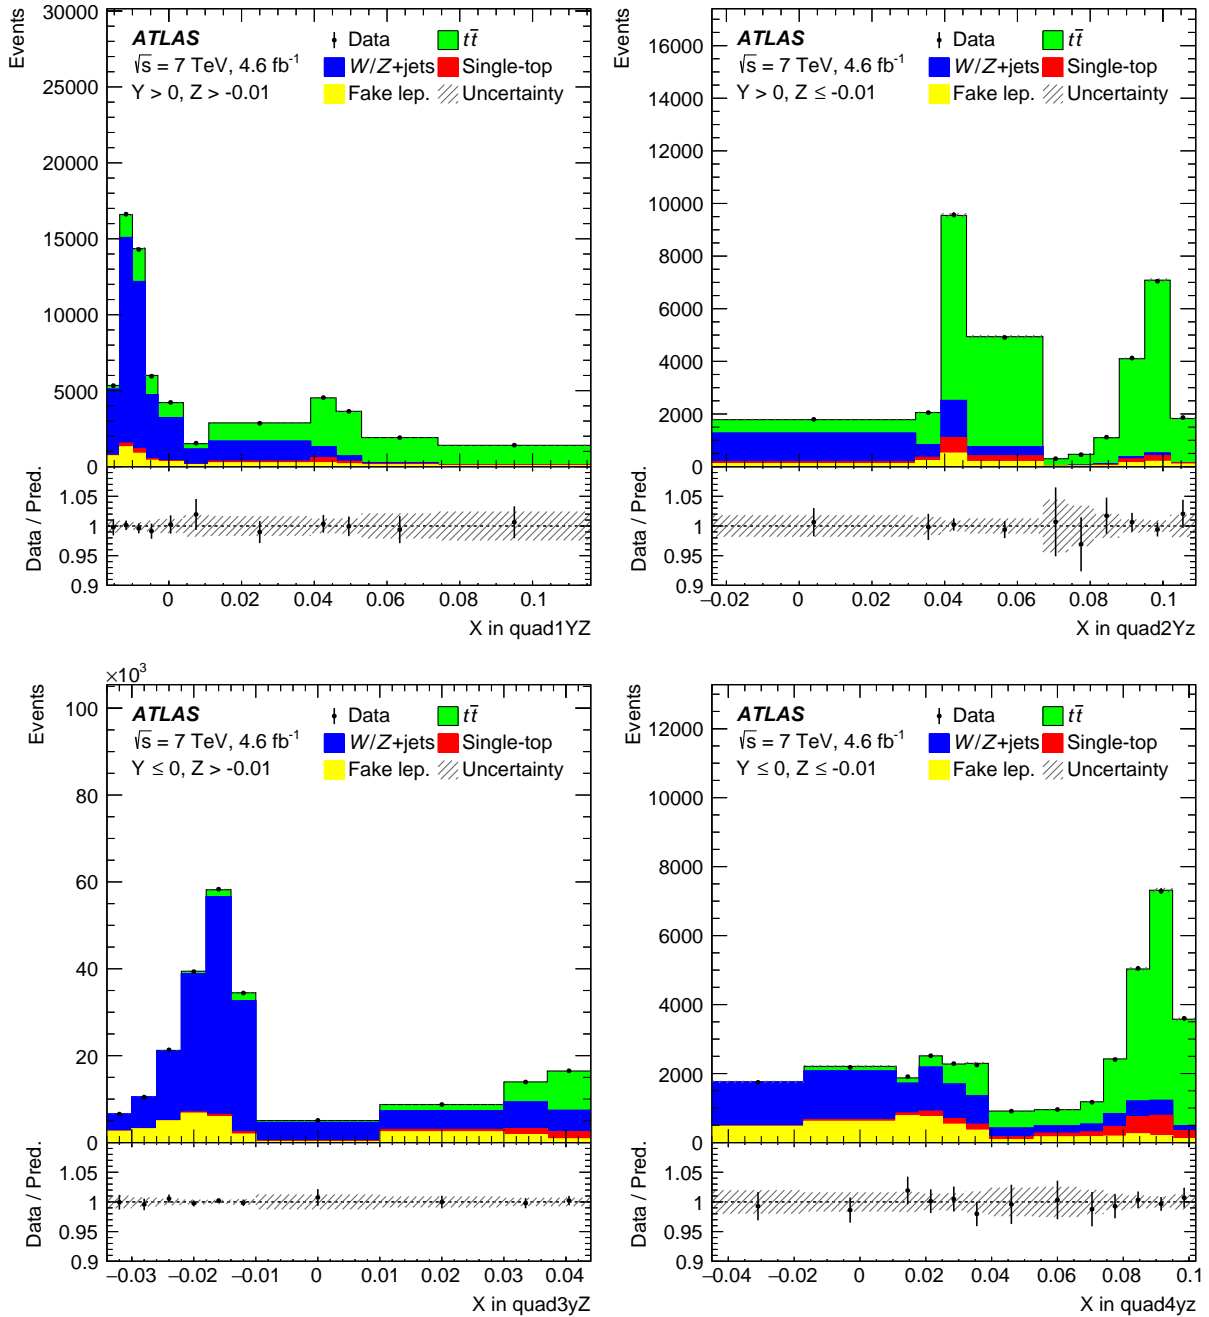 Events
30000
25000
20000
15000
10000
5000
0
ATLAS
√s = 7 TeV, 4.6 fb-1
Y > 0, Z > -0.01
Data
tt̅
W/Z+jets
Single-top
Fake lep.
Uncertainty
Data / Pred.
1.05
1
0.95
0.9
0 0.02 0.04 0.06 0.08 0.1
X in quad1YZ
Events
16000
14000
12000
10000
8000
6000
4000
2000
0
ATLAS
√s = 7 TeV, 4.6 fb-1
Y > 0, Z ≤ -0.01
Data
tt̅
W/Z+jets
Single-top
Fake lep.
Uncertainty
Data / Pred.
1.05
1
0.95
0.9
−0.02 0 0.02 0.04 0.06 0.08 0.1
X in quad2Yz
×10³
Events
100
80
60
40
20
0
ATLAS
√s = 7 TeV, 4.6 fb-1
Y ≤ 0, Z > -0.01
Data
tt̅
W/Z+jets
Single-top
Fake lep.
Uncertainty
Data / Pred.
1.05
1
0.95
0.9
−0.03 −0.02 −0.01 0 0.01 0.02 0.03 0.04
X in quad3yZ
Events
12000
10000
8000
6000
4000
2000
0
ATLAS
√s = 7 TeV, 4.6 fb-1
Y ≤ 0, Z ≤ -0.01
Data
tt̅
W/Z+jets
Single-top
Fake lep.
Uncertainty
Data / Pred.
1.05
1
0.95
0.9
−0.04 −0.02 0 0.02 0.04 0.06 0.08 0.1
X in quad4yz